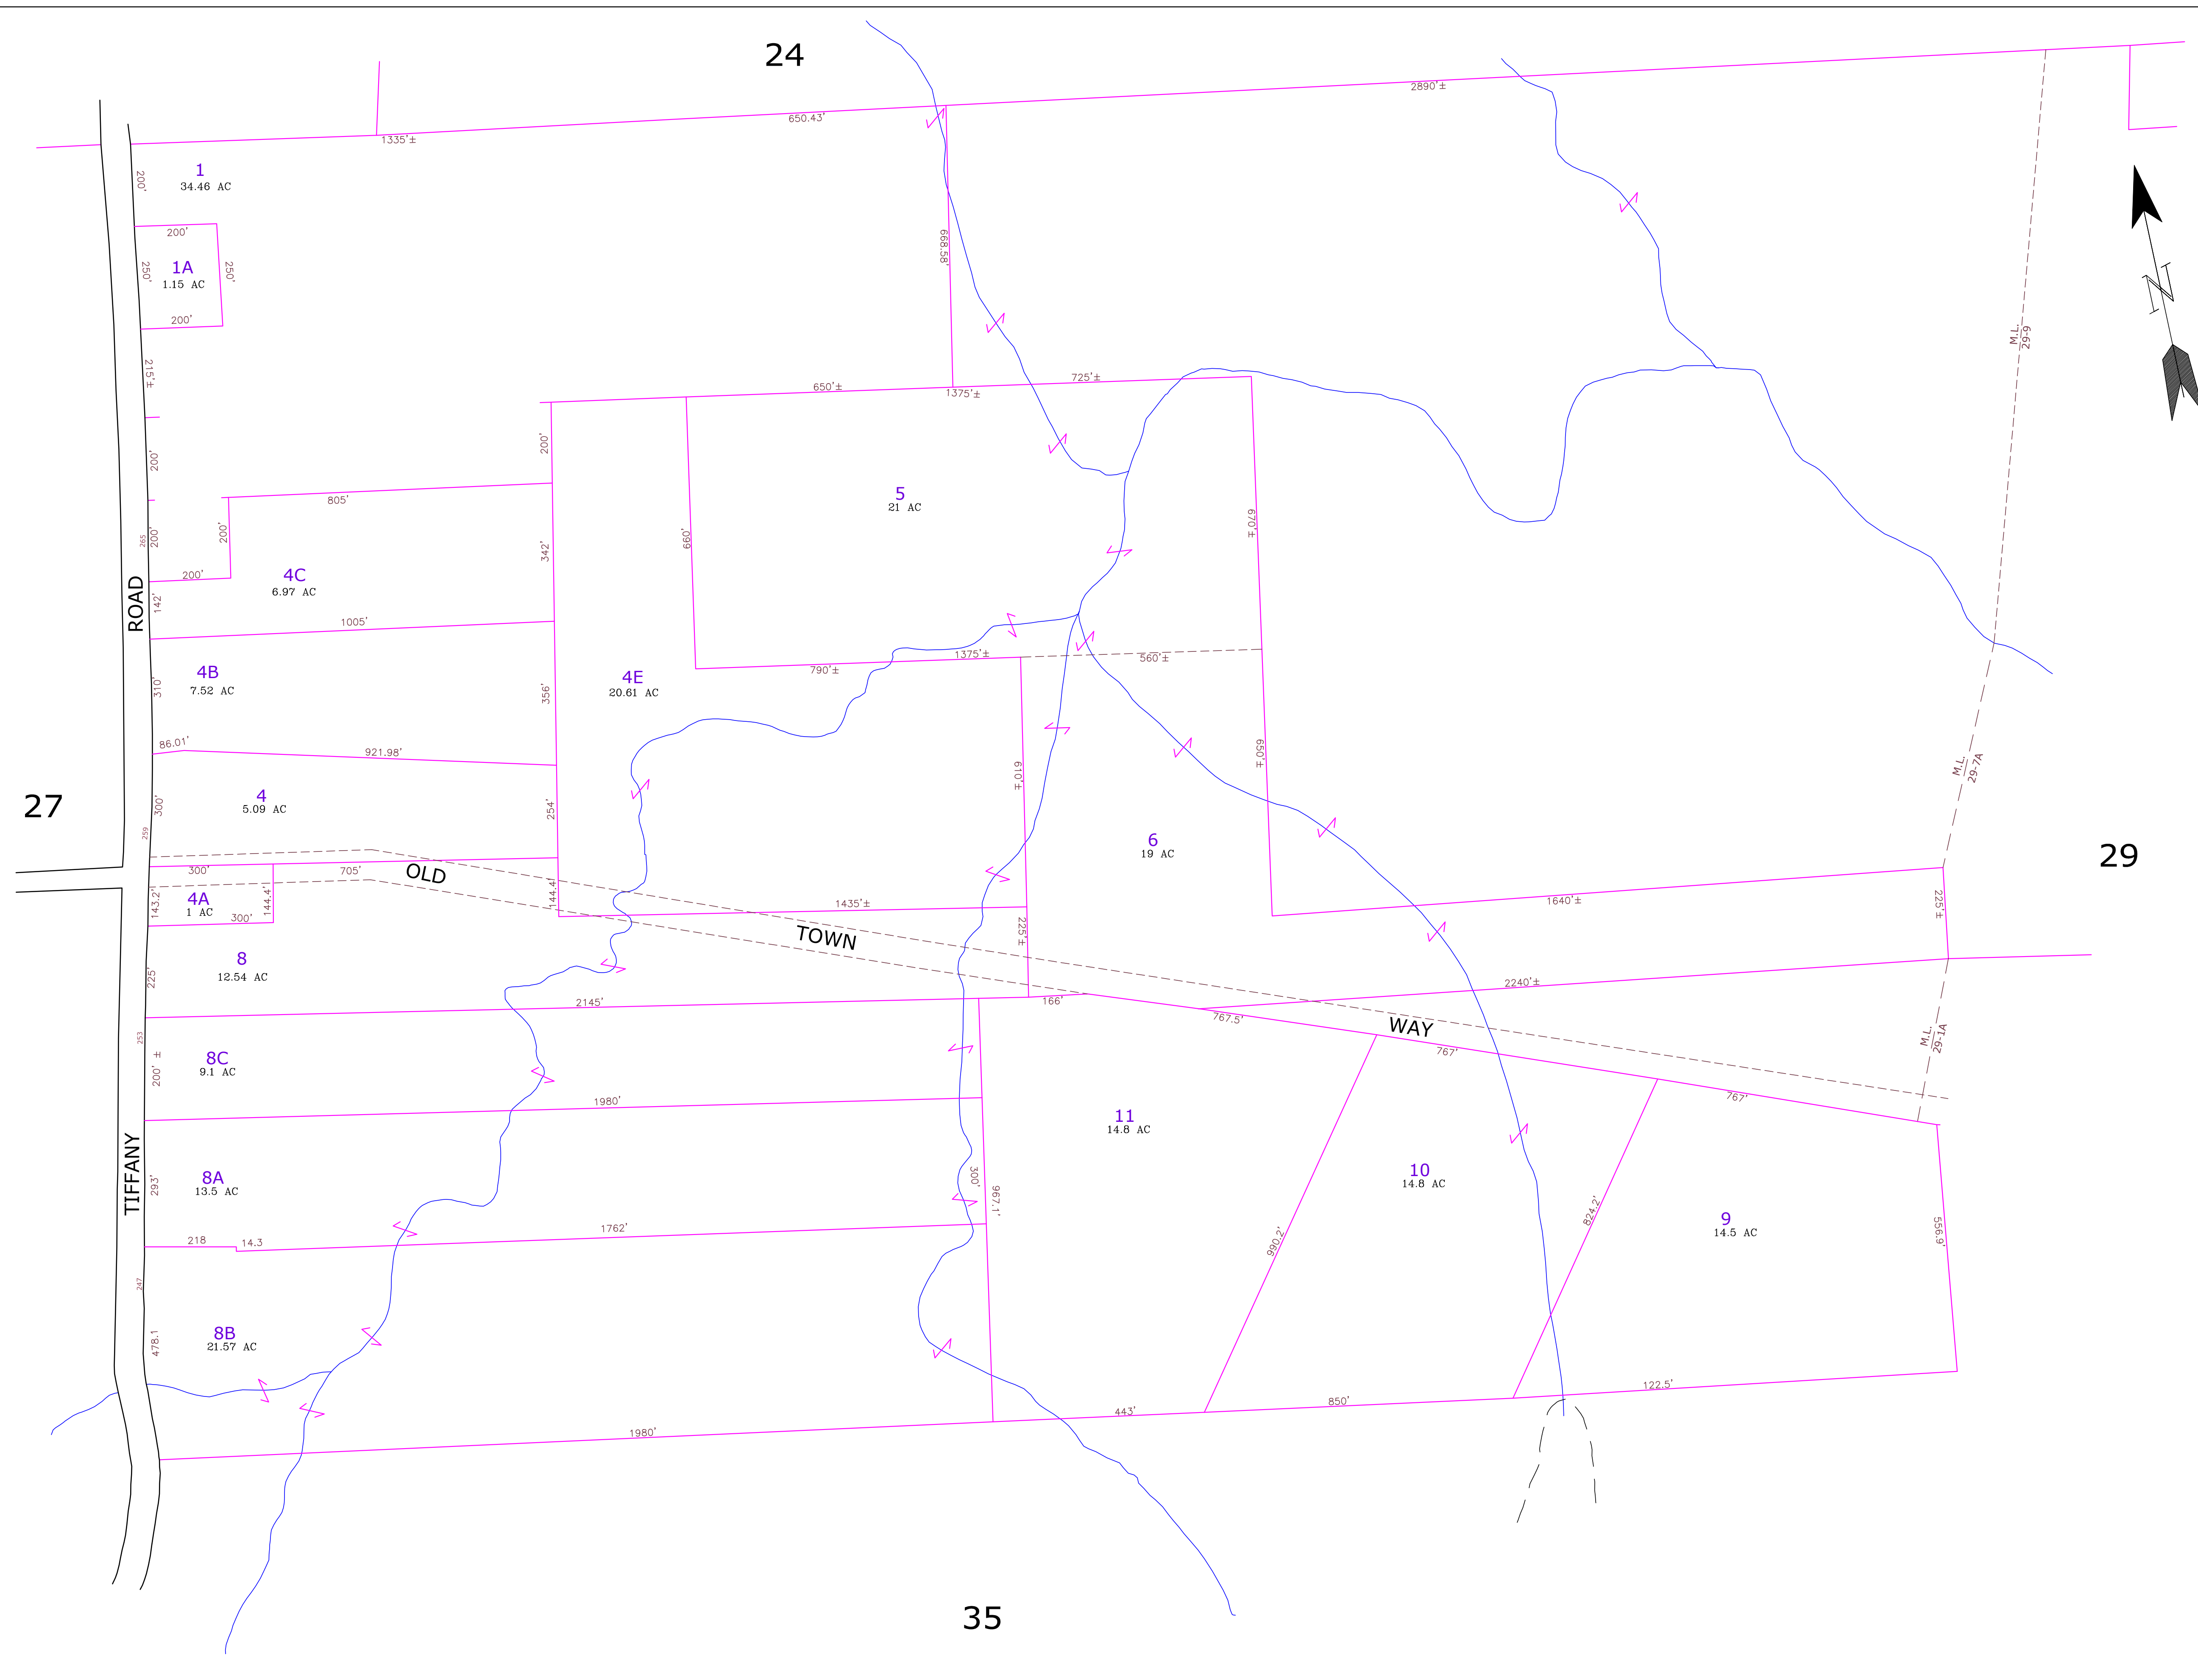 24
2890'±
650.43'
1335'±
200'
1
34.46 AC
200'
250'
1A
1.15 AC
250'
200'
668.58'
M.L.
29-9
N
215'±
650'±
725'±
1375'±
200'
200'
805'
5
21 AC
200'
265
200'
342'
660'
670'±
ROAD
200'
4C
6.97 AC
142'
1005'
4B
7.52 AC
310'
356'
4E
20.61 AC
790'±
1375'±
560'±
86.01'
921.98'
650'±
610'±
M.L.
29-7A
27
4
5.09 AC
300'
259
254'
6
19 AC
29
300'
705'
OLD
143.2'
4A
1 AC
144.4'
300'
144.4'
1435'±
1640'±
225'±
TOWN
225'±
8
12.54 AC
225'
2145'
166'
2240'±
767.5'
WAY
M.L.
29-1A
253
8C
9.1 AC
200' ±
767'
1980'
767'
11
14.8 AC
TIFFANY
8A
13.5 AC
293'
300'
967.1'
10
14.8 AC
824.2'
9
14.5 AC
556.9'
218
14.3
1762'
990.2'
247
8B
21.57 AC
478.1
1980'
443'
850'
122.5'
35